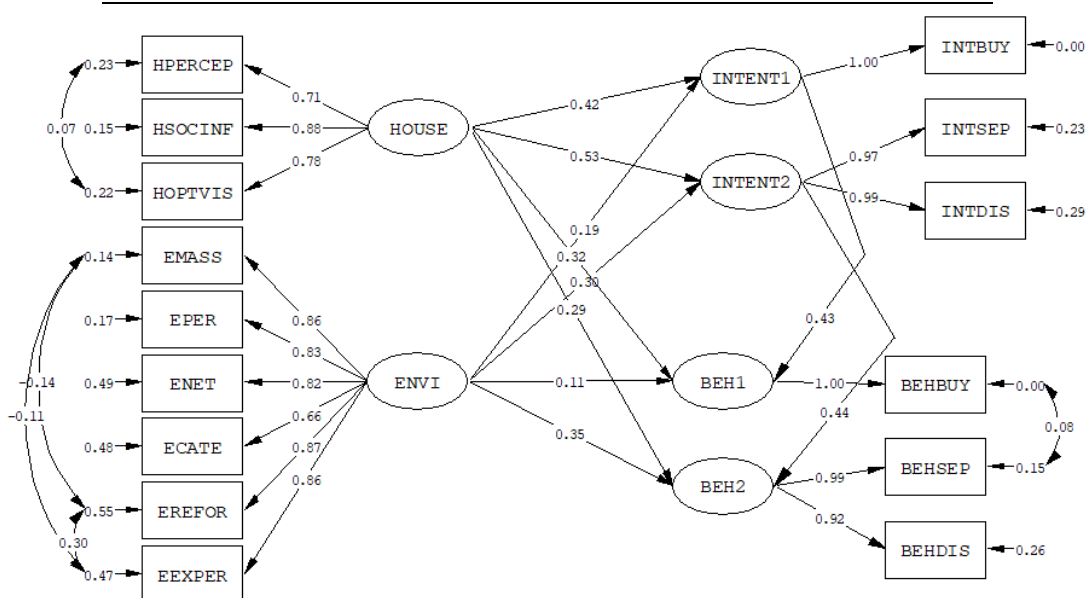 INTBUY
0.00
0.23
HPERCEP
INTENT1
1.00
0.71
0.42
INTSEP
0.23
0.07
0.15
HSOCINF
0.88
HOUSE
0.53
0.97
0.78
INTENT2
0.22
HOPTVIS
0.99
INTDIS
0.29
0.19
0.14
EMASS
0.32
0.30
0.29
0.17
EPER
0.86
0.43
0.83
-0.14
0.49
ENET
0.82
ENVI
0.11
BEH1
1.00
BEHBUY
0.00
-0.11
0.66
0.44
0.08
0.48
ECATE
0.87
0.35
0.86
BEH2
0.99
BEHSEP
0.15
0.55
EREFOR
0.92
0.30
BEHDIS
0.26
0.47
EEXPER